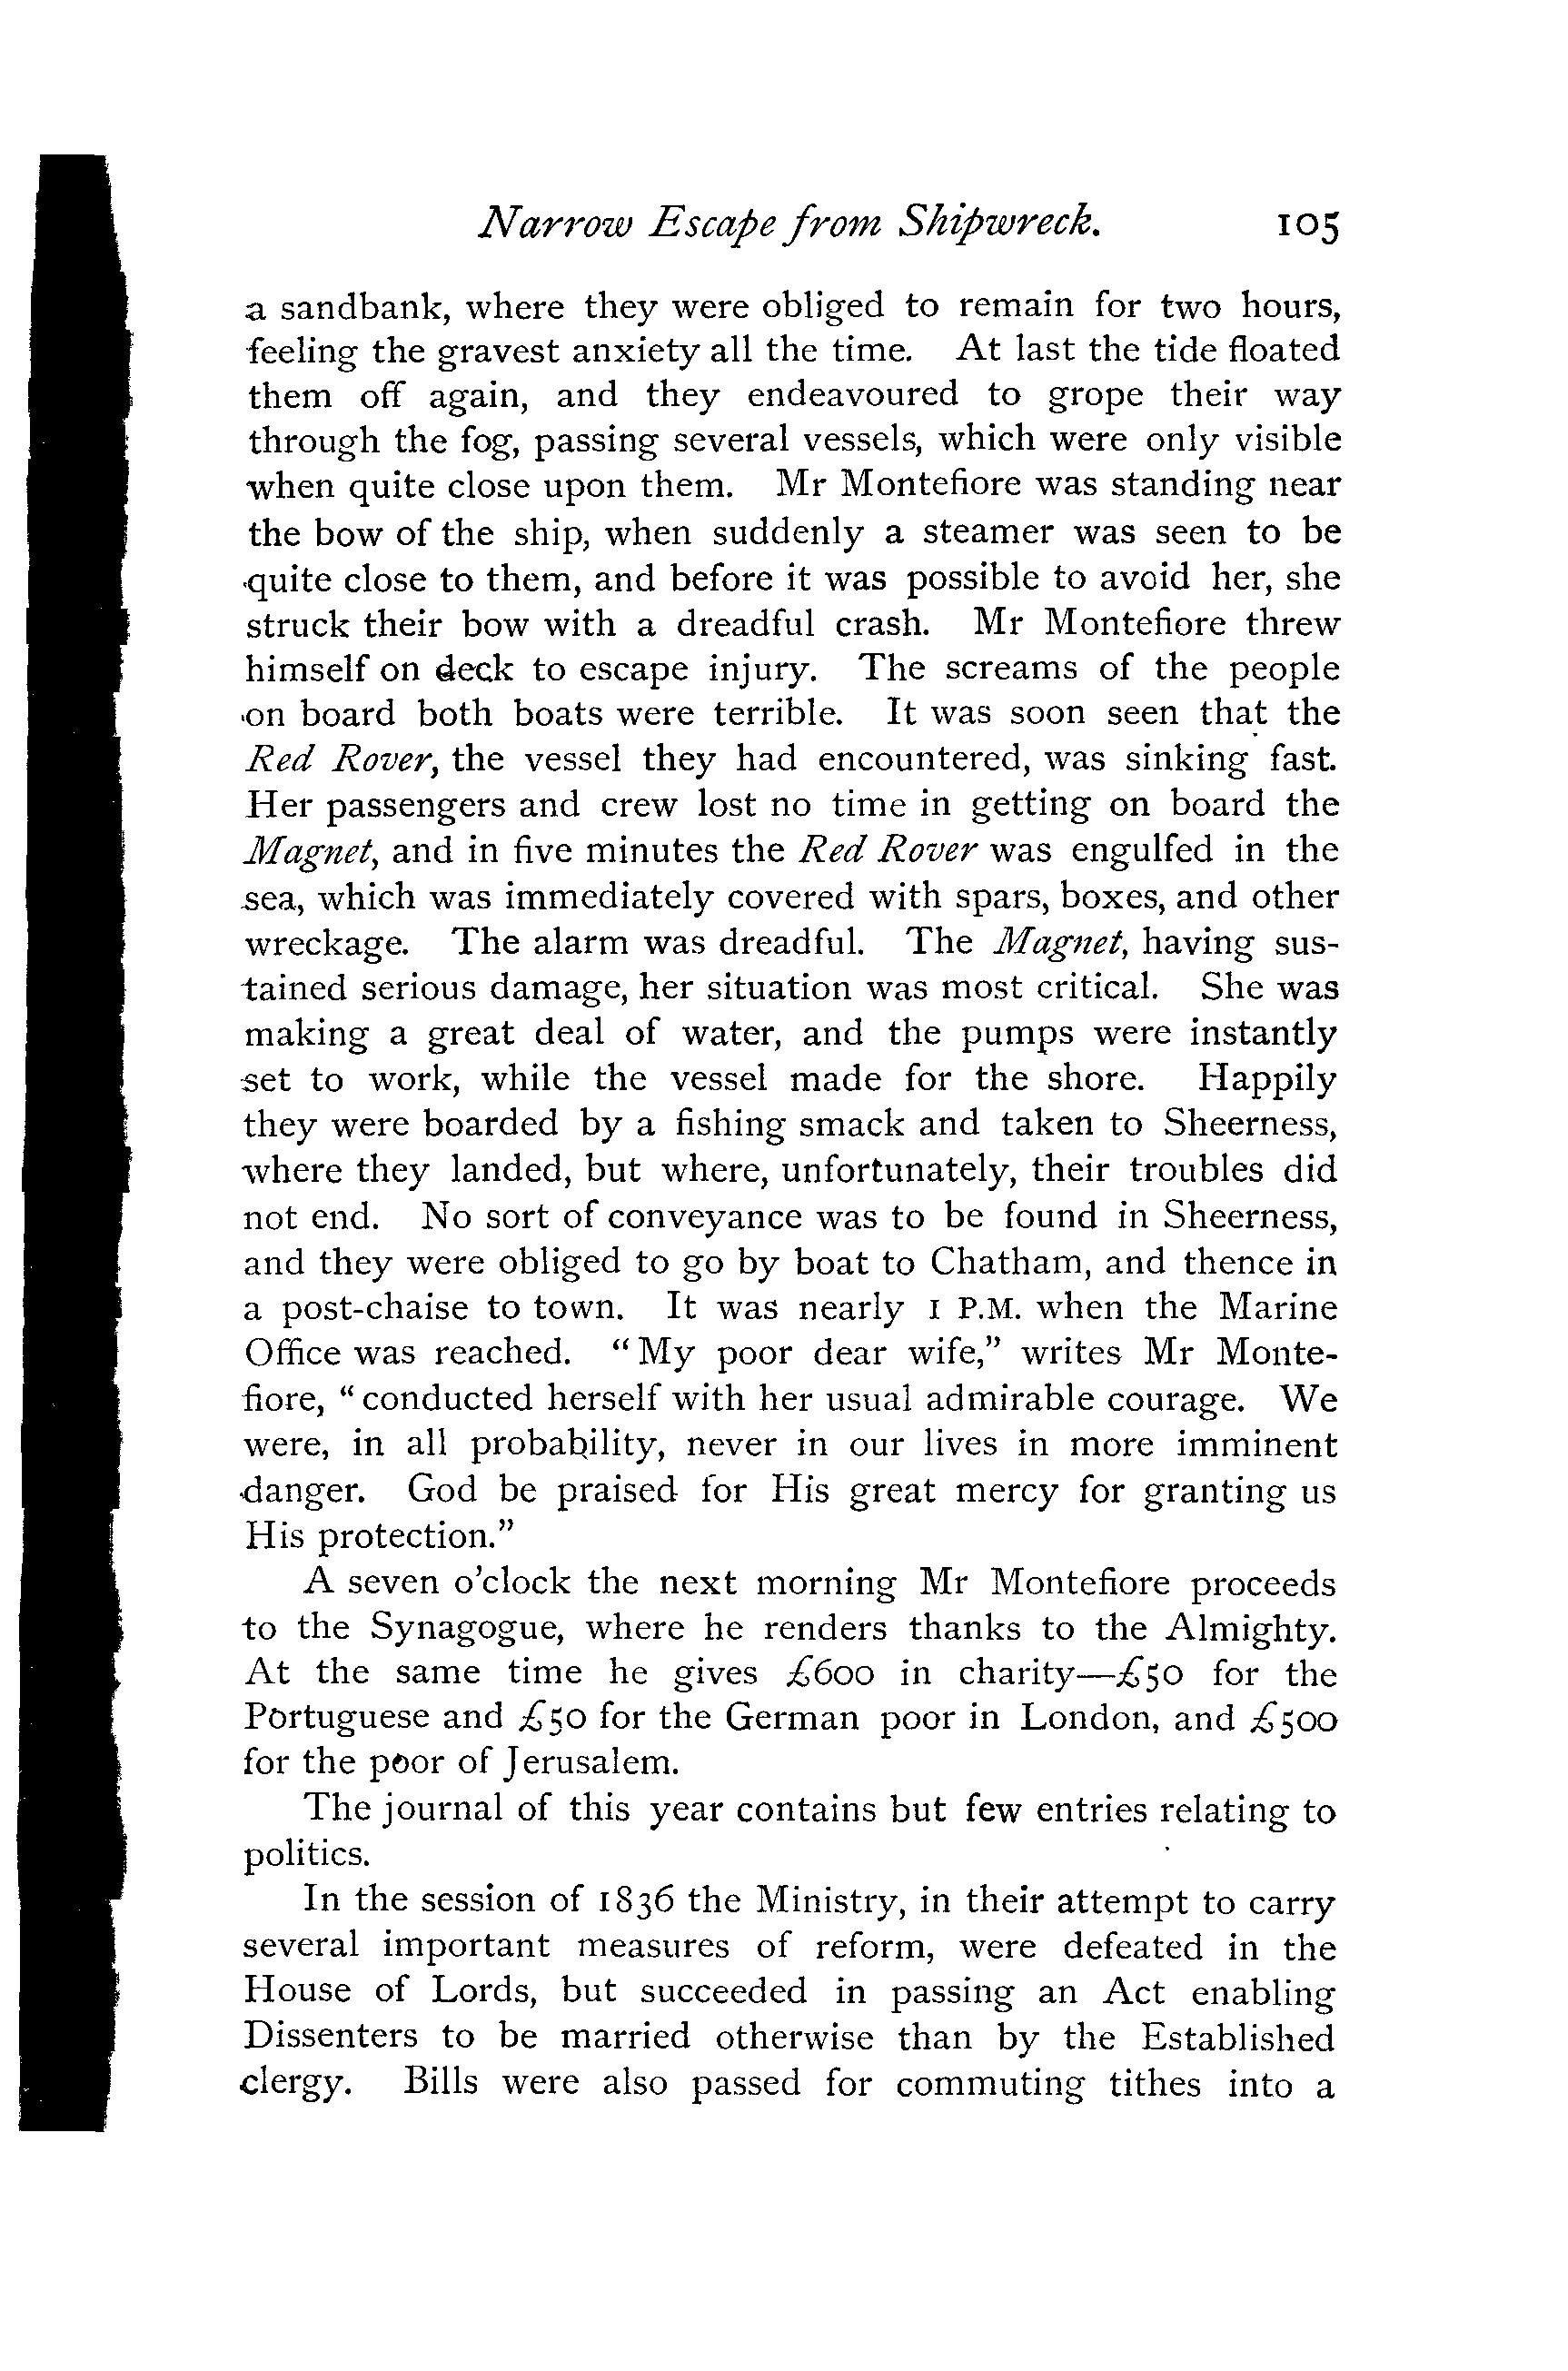 Narrow Escape from Shipwreck. 105
a sandbank, where they were obliged to remain for two hours,
feeling the gravest anxiety all the time. At last the tide floated
them off again, and they endeavoured to grope their way
through the fog, passing several vessels, which were only visible
when quite close upon them. Mr Montefiore was standing near
the bow of the ship, when suddenly a steamer was seen to be
quite close to them, and before it was possible to avoid her, she
struck their bow with a dreadful crash. Mr Montefiore threw
himself on deck to escape injury. The screams of the people
on board both boats were terrible. It was soon seen that the
Red Rover, the vessel they had encountered, was sinking fast.
Her passengers and crew lost no time in getting on board the
Magnet, and in five minutes the Red Rover was engulfed in the
sea, which was immediately covered with spars, boxes, and other
wreckage. The alarm was dreadful. The Magnet, having sus-
tained serious damage, her situation was most critical. She was
making a great deal of water, and the pumps were instantly
set to work, while the vessel made for the shore. Happily
they were boarded by a fishing smack and taken to Sheerness,
where they landed, but where, unfortunately, their troubles did
not end. No sort of conveyance was to be found in Sheerness,
and they were obliged to go by boat to Chatham, and thence in
a post-chaise to town. It was nearly 1 P.M. when the Marine
Office was reached. "My poor dear wife," writes Mr Monte-
fiore, "conducted herself with her usual admirable courage. We
were, in all probability, never in our lives in more imminent
danger. God be praised for His great mercy for granting us
His protection."
A seven o'clock the next morning Mr Montefiore proceeds
to the Synagogue, where he renders thanks to the Almighty.
At the same time he gives £600 in charity—£50 for the
Portuguese and £50 for the German poor in London, and £500
for the poor of Jerusalem.
The journal of this year contains but few entries relating to
politics.
In the session of 1836 the Ministry, in their attempt to carry
several important measures of reform, were defeated in the
House of Lords, but succeeded in passing an Act enabling
Dissenters to be married otherwise than by the Established
clergy. Bills were also passed for commuting tithes into a